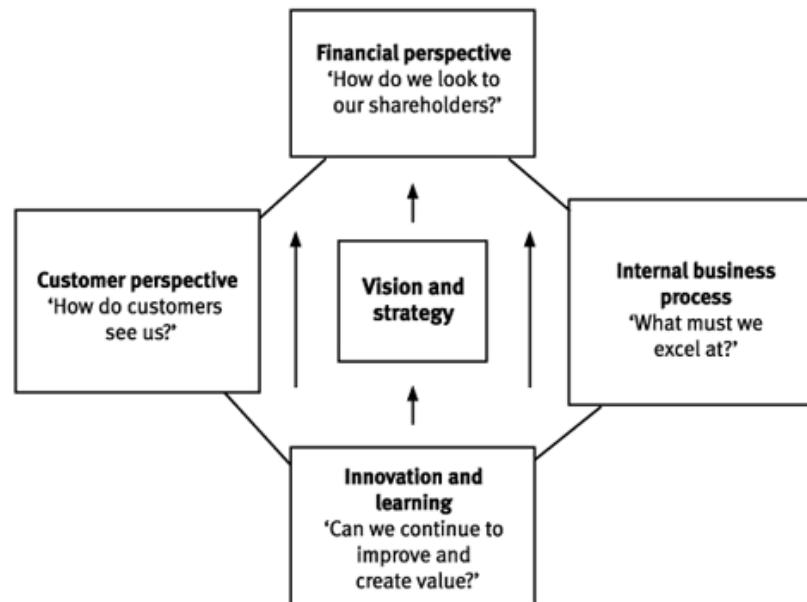 Financial perspective
‘How do we look to
our shareholders?’
Customer perspective
‘How do customers
see us?’
Vision and
strategy
Internal business
process
‘What must we
excel at?’
Innovation and
learning
‘Can we continue to
improve and
create value?’